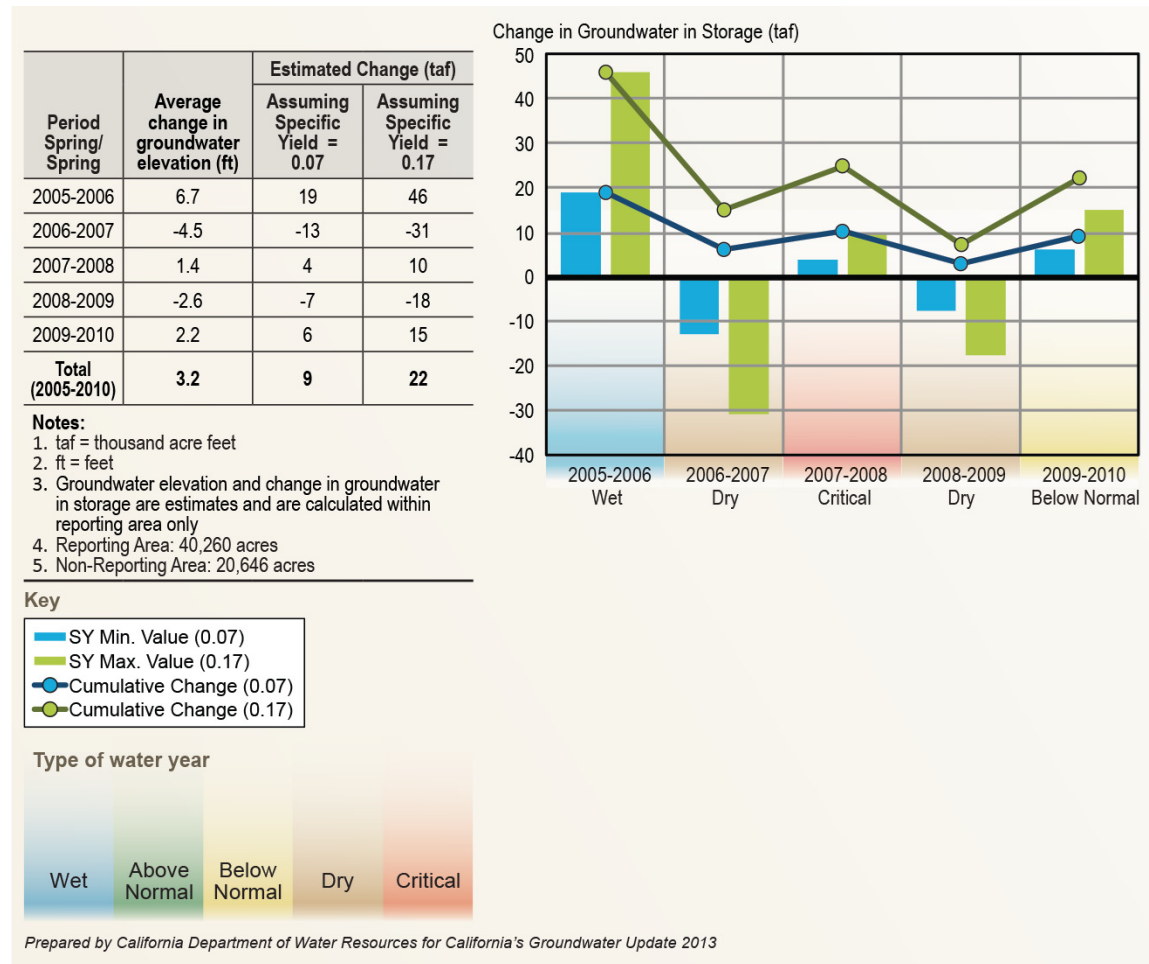 Period
Spring/
Spring
Average
change in
groundwater
elevation (ft)
Estimated Change (taf)
Assuming
Specific
Yield =
0.07
Assuming
Specific
Yield =
0.17
2005-2006 6.7 19 46
2006-2007 -4.5 -13 -31
2007-2008 1.4 4 10
2008-2009 -2.6 -7 -18
2009-2010 2.2 6 15
Total
(2005-2010) 3.2 9 22
Notes:
1. taf = thousand acre feet
2. ft = feet
3. Groundwater elevation and change in groundwater
in storage are estimates and are calculated within
reporting area only
4. Reporting Area: 40,260 acres
5. Non-Reporting Area: 20,646 acres
Key
SY Min. Value (0.07)
SY Max. Value (0.17)
Cumulative Change (0.07)
Cumulative Change (0.17)
Type of water year
Wet
Above
Normal
Below
Normal
Dry
Critical
Change in Groundwater in Storage (taf)
50
40
30
20
10
0
-10
-20
-30
-40
2005-2006
Wet
2006-2007
Dry
2007-2008
Critical
2008-2009
Dry
2009-2010
Below Normal
Prepared by California Department of Water Resources for California's Groundwater Update 2013